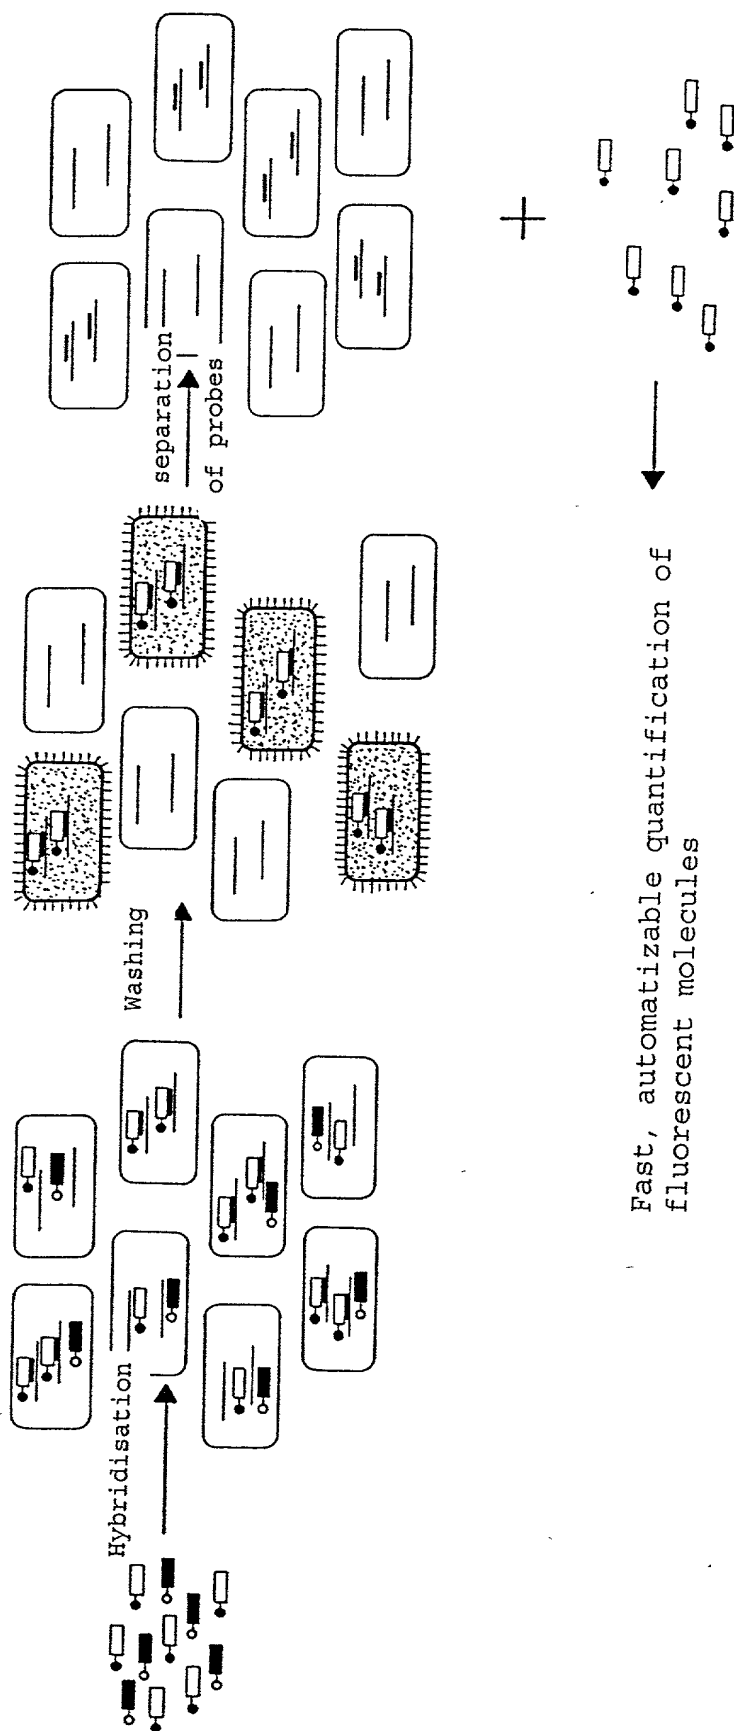 Hybridisation
Washing
separation
of probes
Fast, automatizable quantification of
fluorescent molecules